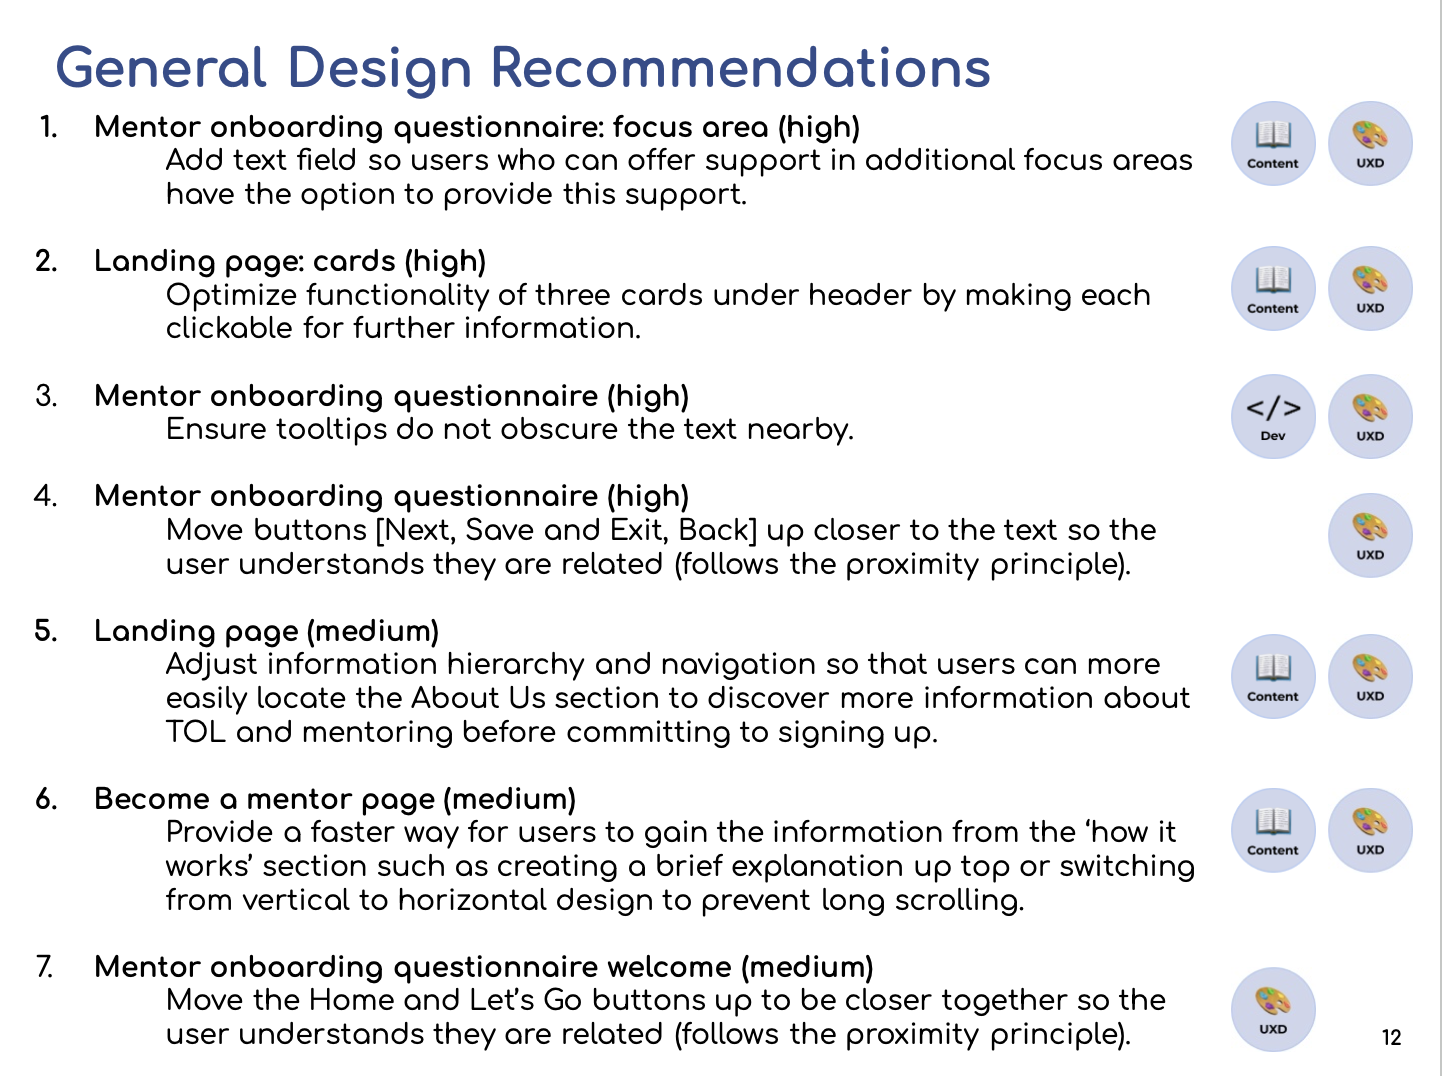 General Design Recommendations
1. Mentor onboarding questionnaire: focus area (high)
Add text field so users who can offer support in additional focus areas
have the option to provide this support.
Content UXD
2. Landing page: cards (high)
Optimize functionality of three cards under header by making each
clickable for further information.
Content UXD
3. Mentor onboarding questionnaire (high)
Ensure tooltips do not obscure the text nearby.
</> Dev UXD
4. Mentor onboarding questionnaire (high)
Move buttons [Next, Save and Exit, Back] up closer to the text so the
user understands they are related (follows the proximity principle).
UXD
5. Landing page (medium)
Adjust information hierarchy and navigation so that users can more
easily locate the About Us section to discover more information about
TOL and mentoring before committing to signing up.
Content UXD
6. Become a mentor page (medium)
Provide a faster way for users to gain the information from the ‘how it
works’ section such as creating a brief explanation up top or switching
from vertical to horizontal design to prevent long scrolling.
Content UXD
7. Mentor onboarding questionnaire welcome (medium)
Move the Home and Let’s Go buttons up to be closer together so the
user understands they are related (follows the proximity principle).
UXD
12